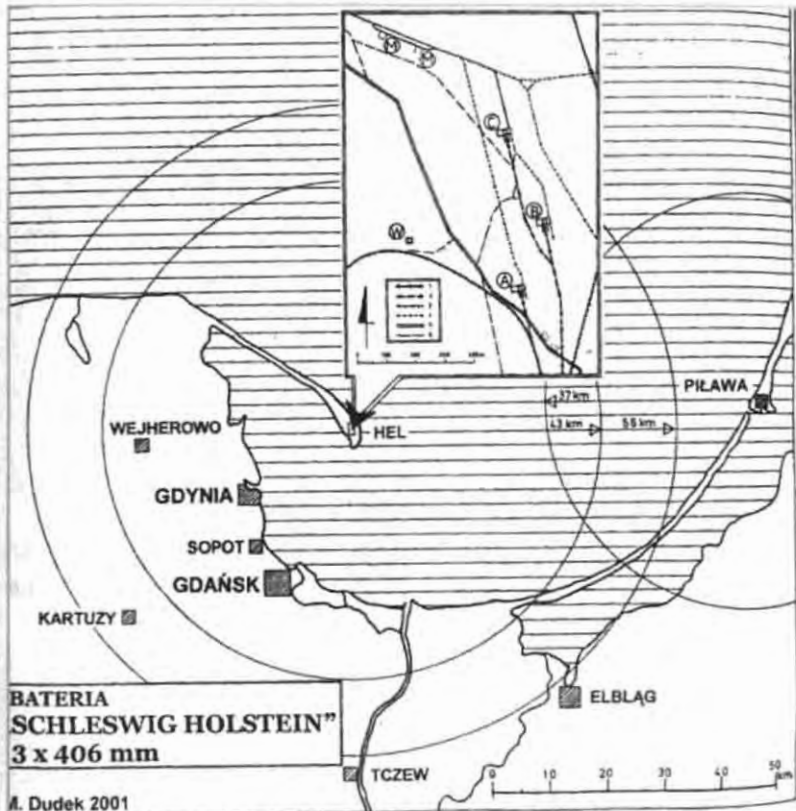 M
M
C
B
W
A
PIŁAWA
37 km
43 km
56 km
HEL
WEJHEROWO
GDYNIA
SOPOT
GDAŃSK
KARTUZY
ELBLĄG
BATERIA
SCHLESWIG HOLSTEIN”
3 x 406 mm
TCZEW
0 10 20 30 40 50
km
M. Dudek 2001